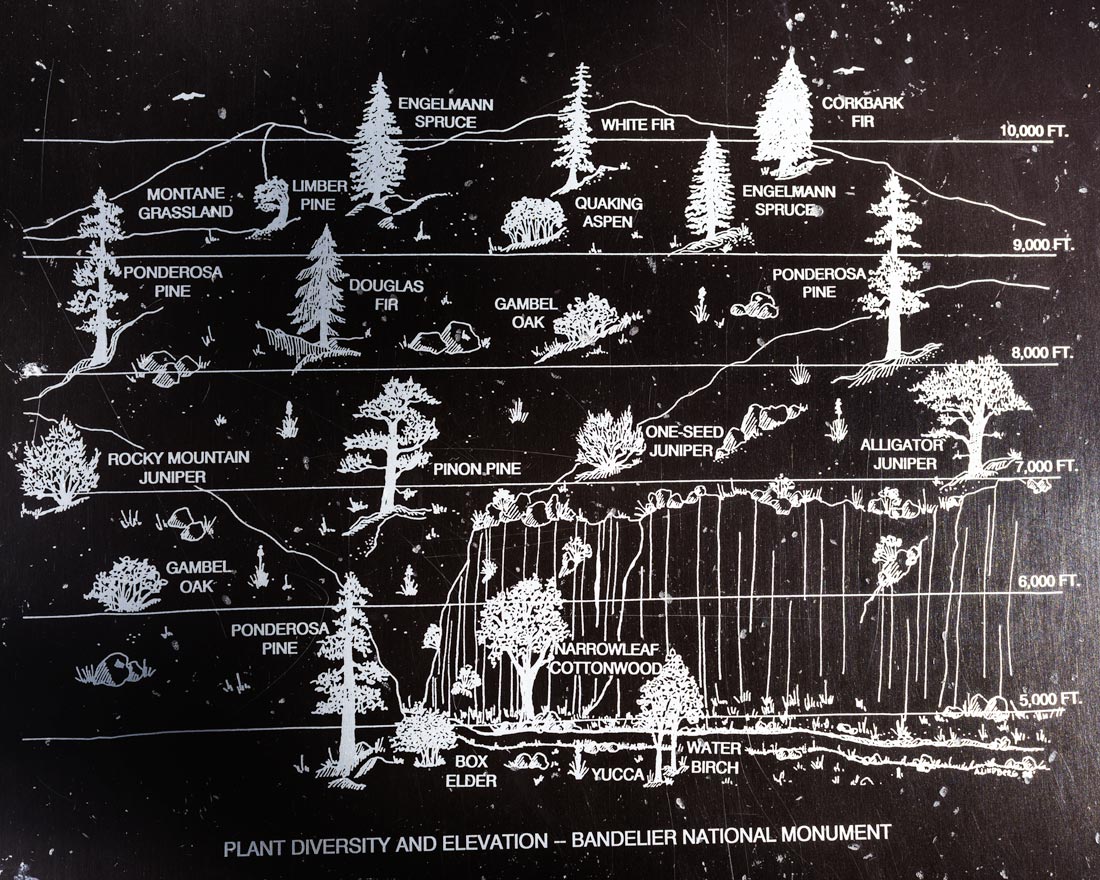 ENGELMANN
SPRUCE
WHITE FIR
CORKBARK
FIR
10,000 FT.
MONTANE
GRASSLAND
LIMBER
PINE
QUAKING
ASPEN
ENGELMANN
SPRUCE
9,000 FT.
PONDEROSA
PINE
DOUGLAS
FIR
GAMBEL
OAK
PONDEROSA
PINE
8,000 FT.
ROCKY MOUNTAIN
JUNIPER
PINON PINE
ONE-SEED
JUNIPER
ALLIGATOR
JUNIPER
7,000 FT.
GAMBEL
OAK
6,000 FT.
PONDEROSA
PINE
NARROWLEAF
COTTONWOOD
5,000 FT.
BOX
ELDER
YUCCA
WATER
BIRCH
PLANT DIVERSITY AND ELEVATION -- BANDELIER NATIONAL MONUMENT